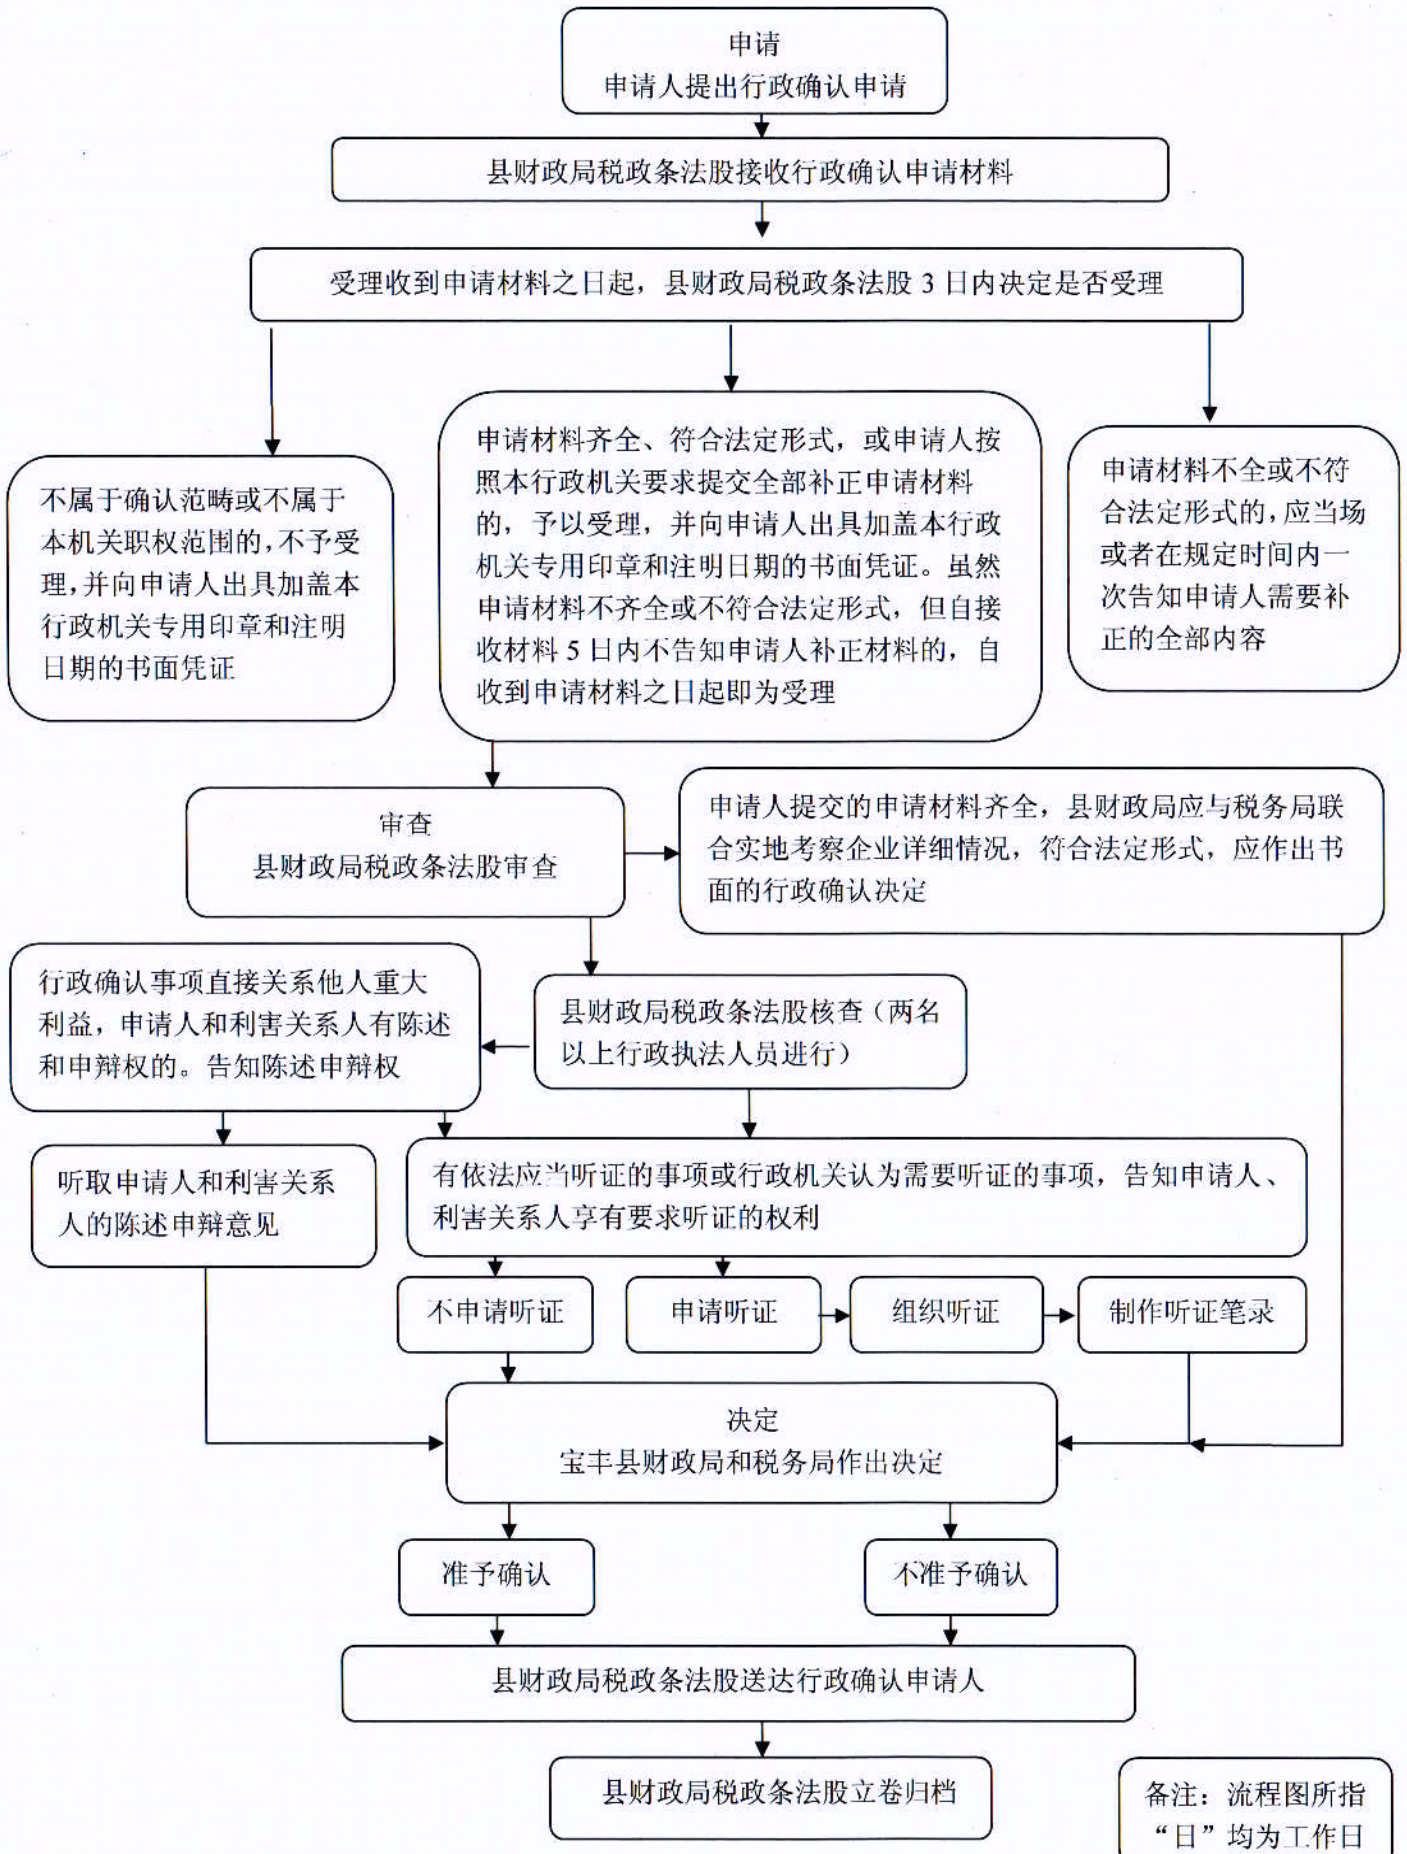 申请
申请人提出行政确认申请
县财政局税政条法股接收行政确认申请材料
受理收到申请材料之日起，县财政局税政条法股 3 日内决定是否受理
不属于确认范畴或不属于
本机关职权范围的，不予受
理，并向申请人出具加盖本
行政机关专用印章和注明
日期的书面凭证
申请材料齐全、符合法定形式，或申请人按
照本行政机关要求提交全部补正申请材料
的，予以受理，并向申请人出具加盖本行政
机关专用印章和注明日期的书面凭证。虽然
申请材料不齐全或不符合法定形式，但自接
收材料 5 日内不告知申请人补正材料的，自
收到申请材料之日起即为受理
申请材料不全或不符
合法定形式的，应当场
或者在规定时间内一
次告知申请人需要补
正的全部内容
审查
县财政局税政条法股审查
申请人提交的申请材料齐全，县财政局应与税务局联
合实地考察企业详细情况，符合法定形式，应作出书
面的行政确认决定
行政确认事项直接关系他人重大
利益，申请人和利害关系人有陈述
和申辩权的。告知陈述申辩权
县财政局税政条法股核查（两名
以上行政执法人员进行）
听取申请人和利害关系
人的陈述申辩意见
有依法应当听证的事项或行政机关认为需要听证的事项，告知申请人、
利害关系人享有要求听证的权利
不申请听证
申请听证
组织听证
制作听证笔录
决定
宝丰县财政局和税务局作出决定
准予确认
不准予确认
县财政局税政条法股送达行政确认申请人
县财政局税政条法股立卷归档
备注：流程图所指
“日”均为工作日